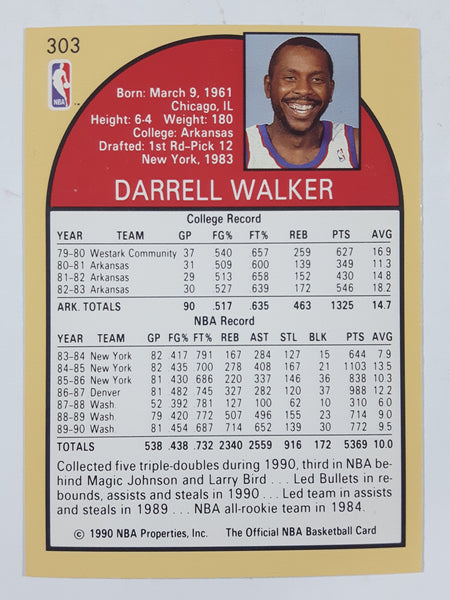 303
NBA
Born: March 9, 1961
Chicago, IL
Height: 6-4 Weight: 180
College: Arkansas
Drafted: 1st Rd-Pick 12
New York, 1983
DARRELL WALKER
College Record
YEAR TEAM GP FG% FT% REB PTS AVG
79-80 Westark Community 37 .540 .657 259 627 16.9
80-81 Arkansas 31 .509 .600 139 349 11.3
81-82 Arkansas 29 .513 .658 152 430 14.8
82-83 Arkansas 30 .527 .639 172 546 18.2
ARK. TOTALS 90 .517 .635 463 1325 14.7
NBA Record
YEAR TEAM GP FG% FT% REB AST STL BLK PTS AVG
83-84 New York 82 .417 .791 167 284 127 15 644 7.9
84-85 New York 82 .435 .700 278 408 167 21 1103 13.5
85-86 New York 81 .430 .686 220 337 146 36 838 10.3
86-87 Denver 81 .482 .745 327 282 120 37 988 12.2
87-88 Wash. 52 .392 .781 127 100 62 10 310 6.0
88-89 Wash. 79 .420 .772 507 496 155 23 714 9.0
89-90 Wash. 81 .454 .687 714 652 139 30 772 9.5
TOTALS 538 .438 .732 2340 2559 916 172 5369 10.0
Collected five triple-doubles during 1990, third in NBA be-
hind Magic Johnson and Larry Bird . . . Led Bullets in re-
bounds, assists and steals in 1990 . . . Led team in assists
and steals in 1989 . . . NBA all-rookie team in 1984.
© 1990 NBA Properties, Inc. The Official NBA Basketball Card